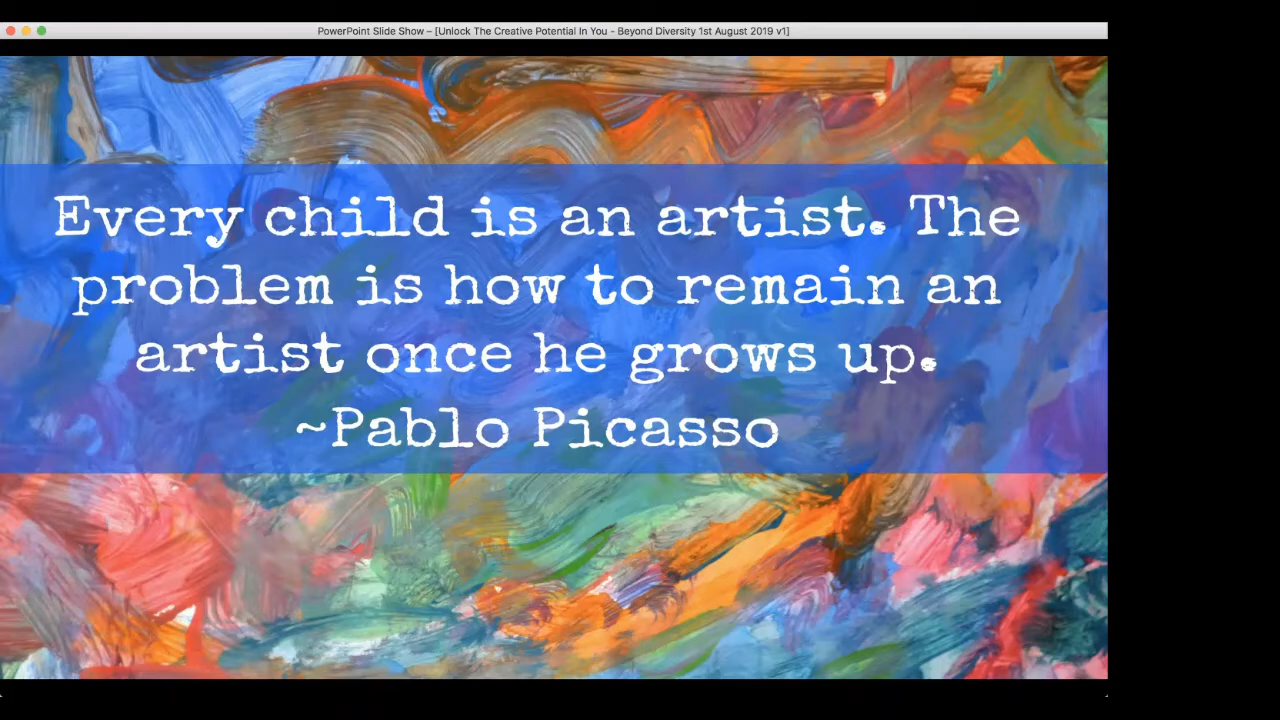 PowerPoint Slide Show – [Unlock The Creative Potential In You - Beyond Diversity 1st August 2019 v1]
Every child is an artist. The
problem is how to remain an
artist once he grows up.
~Pablo Picasso